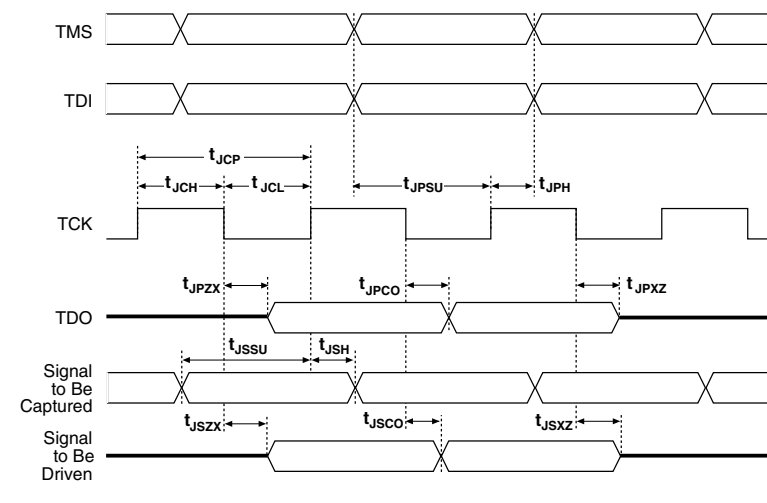 TMS
TDI
tJCP
tJCH
tJCL
tJPSU
tJPH
TCK
tJPZX
tJPCO
tJPXZ
TDO
tJSSU
tJSH
Signal
to Be
Captured
tJSZX
tJSCO
tJSXZ
Signal
to Be
Driven